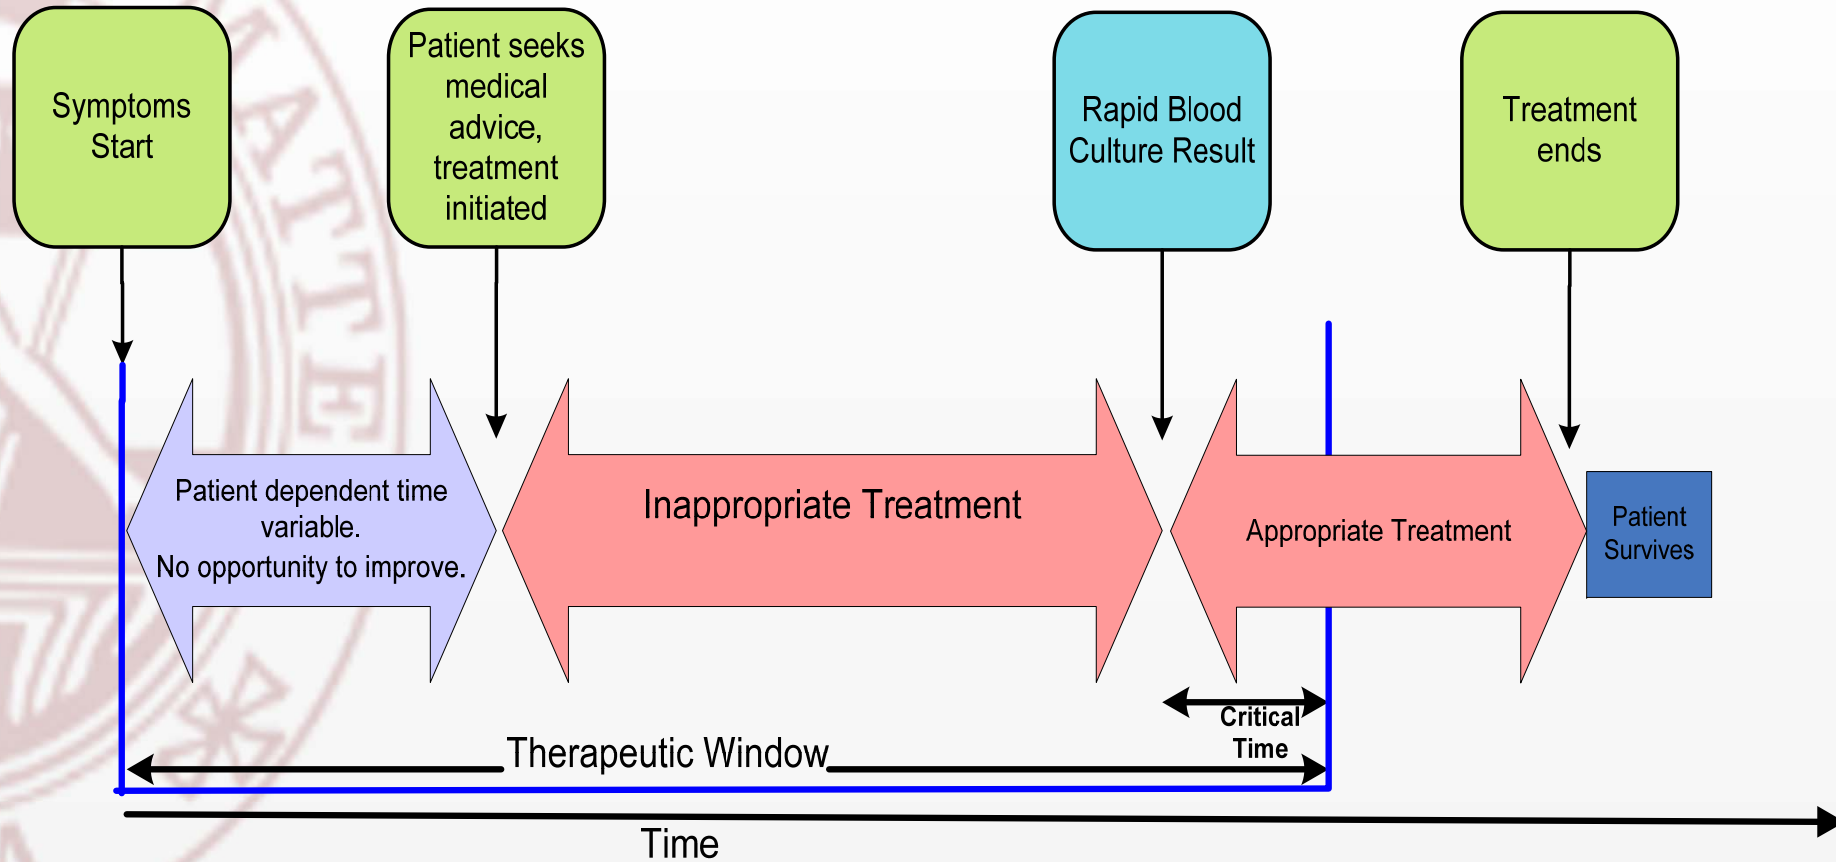 Symptoms
Start
Patient seeks
medical
advice,
treatment
initiated
Rapid Blood
Culture Result
Treatment
ends
Patient dependent time
variable.
No opportunity to improve.
Inappropriate Treatment
Appropriate Treatment
Patient
Survives
Critical
Time
Therapeutic Window
Time
MATTE